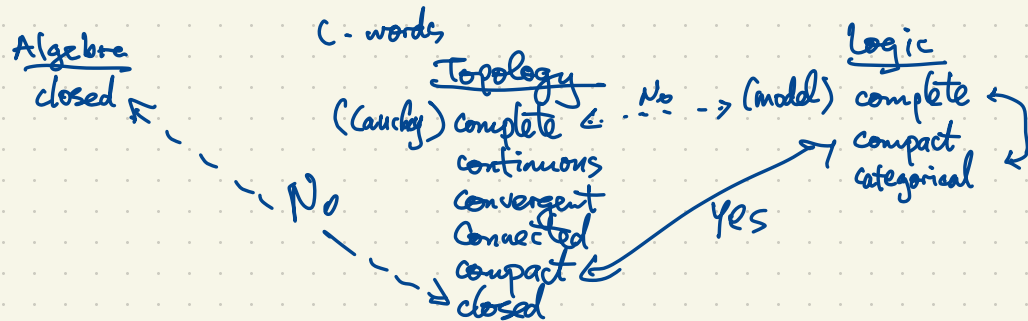 C-words
Algebra
closed
Topology
(Cauchy) complete
continuous
convergent
Connected
compact
closed
No
Logic
(model) complete
compact
categorical
YES
No